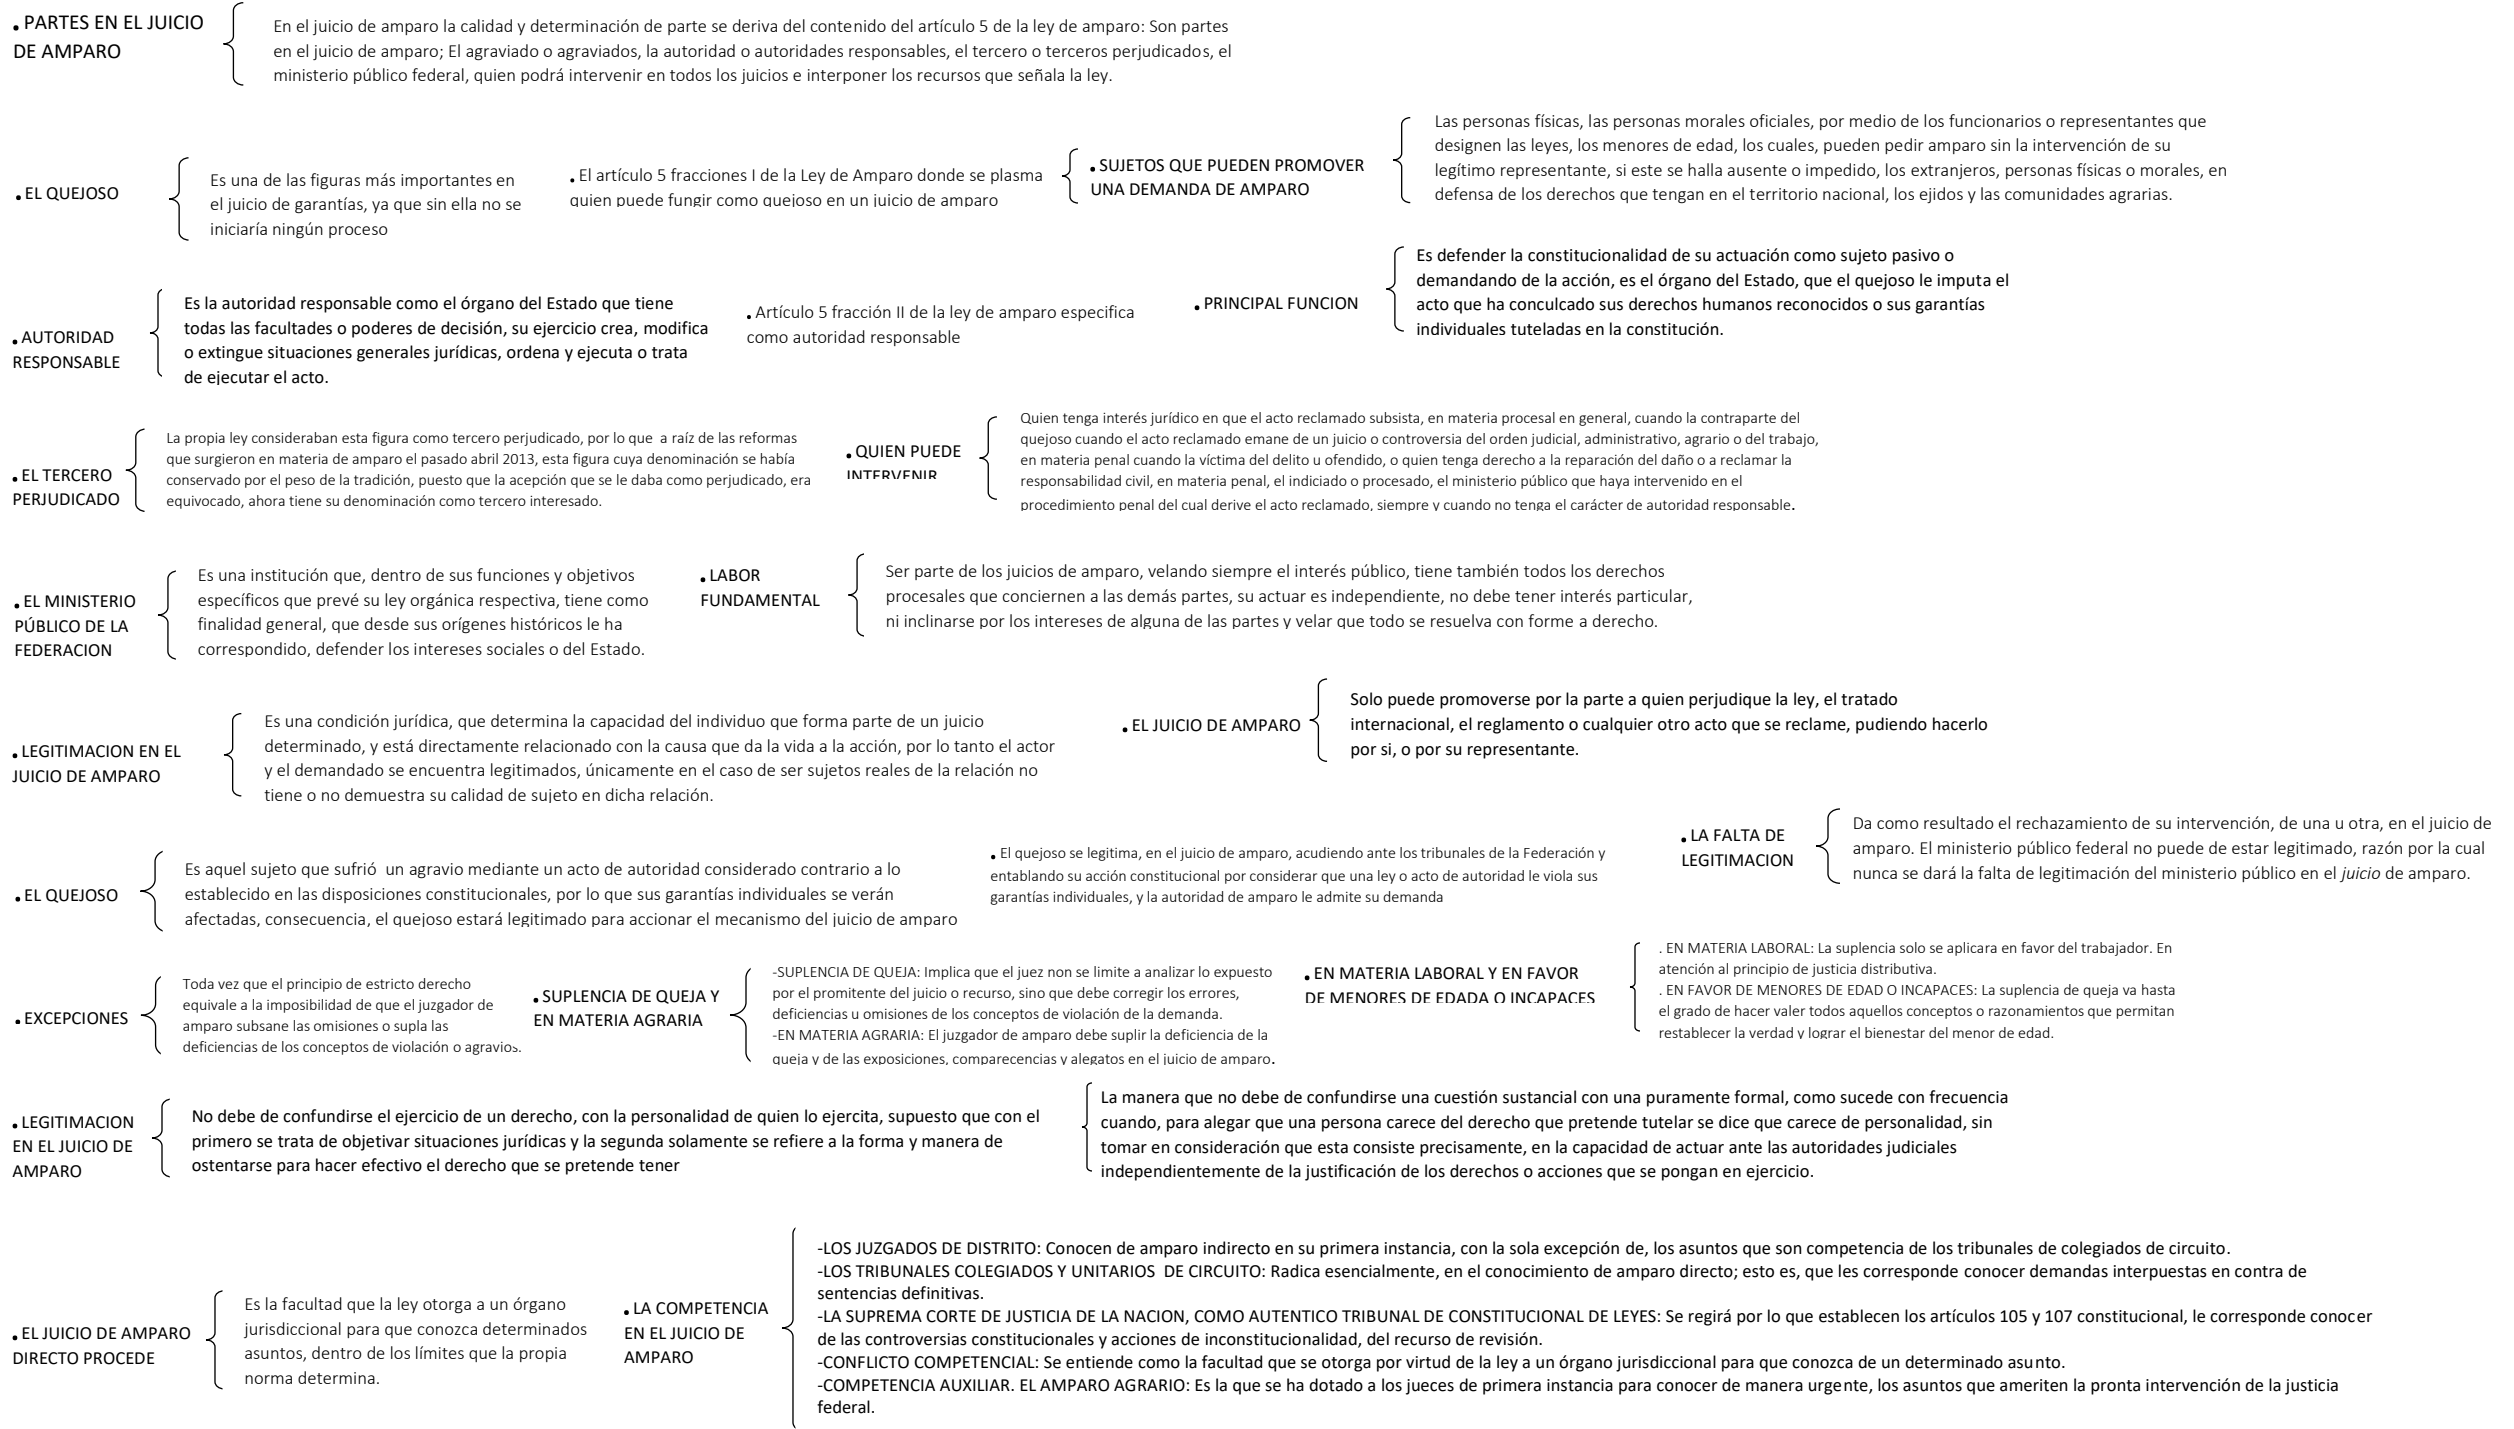 . PARTES EN EL JUICIO
DE AMPARO
En el juicio de amparo la calidad y determinación de parte se deriva del contenido del artículo 5 de la ley de amparo: Son partes
en el juicio de amparo; El agraviado o agraviados, la autoridad o autoridades responsables, el tercero o terceros perjudicados, el
ministerio público federal, quien podrá intervenir en todos los juicios e interponer los recursos que señala la ley.
. EL QUEJOSO
Es una de las figuras más importantes en
el juicio de garantías, ya que sin ella no se
iniciaría ningún proceso
. El artículo 5 fracciones I de la Ley de Amparo donde se plasma
quien puede fungir como quejoso en un juicio de amparo
. SUJETOS QUE PUEDEN PROMOVER
UNA DEMANDA DE AMPARO
Las personas físicas, las personas morales oficiales, por medio de los funcionarios o representantes que
designen las leyes, los menores de edad, los cuales, pueden pedir amparo sin la intervención de su
legítimo representante, si este se halla ausente o impedido, los extranjeros, personas físicas o morales, en
defensa de los derechos que tengan en el territorio nacional, los ejidos y las comunidades agrarias.
. AUTORIDAD
RESPONSABLE
Es la autoridad responsable como el órgano del Estado que tiene
todas las facultades o poderes de decisión, su ejercicio crea, modifica
o extingue situaciones generales jurídicas, ordena y ejecuta o trata
de ejecutar el acto.
. Artículo 5 fracción II de la ley de amparo especifica
como autoridad responsable
. PRINCIPAL FUNCION
Es defender la constitucionalidad de su actuación como sujeto pasivo o
demandando de la acción, es el órgano del Estado, que el quejoso le imputa el
acto que ha conculcado sus derechos humanos reconocidos o sus garantías
individuales tuteladas en la constitución.
. EL TERCERO
PERJUDICADO
La propia ley consideraban esta figura como tercero perjudicado, por lo que  a raíz de las reformas
que surgieron en materia de amparo el pasado abril 2013, esta figura cuya denominación se había
conservado por el peso de la tradición, puesto que la acepción que se le daba como perjudicado, era
equivocado, ahora tiene su denominación como tercero interesado.
. QUIEN PUEDE
INTERVENIR
Quien tenga interés jurídico en que el acto reclamado subsista, en materia procesal en general, cuando la contraparte del
quejoso cuando el acto reclamado emane de un juicio o controversia del orden judicial, administrativo, agrario o del trabajo,
en materia penal cuando la víctima del delito u ofendido, o quien tenga derecho a la reparación del daño o a reclamar la
responsabilidad civil, en materia penal, el indiciado o procesado, el ministerio público que haya intervenido en el
procedimiento penal del cual derive el acto reclamado, siempre y cuando no tenga el carácter de autoridad responsable.
. EL MINISTERIO
PÚBLICO DE LA
FEDERACION
Es una institución que, dentro de sus funciones y objetivos
específicos que prevé su ley orgánica respectiva, tiene como
finalidad general, que desde sus orígenes históricos le ha
correspondido, defender los intereses sociales o del Estado.
. LABOR
FUNDAMENTAL
Ser parte de los juicios de amparo, velando siempre el interés público, tiene también todos los derechos
procesales que conciernen a las demás partes, su actuar es independiente, no debe tener interés particular,
ni inclinarse por los intereses de alguna de las partes y velar que todo se resuelva con forme a derecho.
. LEGITIMACION EN EL
JUICIO DE AMPARO
Es una condición jurídica, que determina la capacidad del individuo que forma parte de un juicio
determinado, y está directamente relacionado con la causa que da la vida a la acción, por lo tanto el actor
y el demandado se encuentra legitimados, únicamente en el caso de ser sujetos reales de la relación no
tiene o no demuestra su calidad de sujeto en dicha relación.
. EL JUICIO DE AMPARO
Solo puede promoverse por la parte a quien perjudique la ley, el tratado
internacional, el reglamento o cualquier otro acto que se reclame, pudiendo hacerlo
por si, o por su representante.
. EL QUEJOSO
Es aquel sujeto que sufrió  un agravio mediante un acto de autoridad considerado contrario a lo
establecido en las disposiciones constitucionales, por lo que sus garantías individuales se verán
afectadas, consecuencia, el quejoso estará legitimado para accionar el mecanismo del juicio de amparo
. El quejoso se legitima, en el juicio de amparo, acudiendo ante los tribunales de la Federación y
entablando su acción constitucional por considerar que una ley o acto de autoridad le viola sus
garantías individuales, y la autoridad de amparo le admite su demanda
. LA FALTA DE
LEGITIMACION
Da como resultado el rechazamiento de su intervención, de una u otra, en el juicio de
amparo. El ministerio público federal no puede de estar legitimado, razón por la cual
nunca se dará la falta de legitimación del ministerio público en el juicio de amparo.
. EXCEPCIONES
Toda vez que el principio de estricto derecho
equivale a la imposibilidad de que el juzgador de
amparo subsane las omisiones o supla las
deficiencias de los conceptos de violación o agravios.
. SUPLENCIA DE QUEJA Y
EN MATERIA AGRARIA
-SUPLENCIA DE QUEJA: Implica que el juez non se limite a analizar lo expuesto
por el promitente del juicio o recurso, sino que debe corregir los errores,
deficiencias u omisiones de los conceptos de violación de la demanda.
-EN MATERIA AGRARIA: El juzgador de amparo debe suplir la deficiencia de la
queja y de las exposiciones, comparecencias y alegatos en el juicio de amparo.
. EN MATERIA LABORAL Y EN FAVOR
DE MENORES DE EDADA O INCAPACES
. EN MATERIA LABORAL: La suplencia solo se aplicara en favor del trabajador. En
atención al principio de justicia distributiva.
. EN FAVOR DE MENORES DE EDAD O INCAPACES: La suplencia de queja va hasta
el grado de hacer valer todos aquellos conceptos o razonamientos que permitan
restablecer la verdad y lograr el bienestar del menor de edad.
. LEGITIMACION
EN EL JUICIO DE
AMPARO
No debe de confundirse el ejercicio de un derecho, con la personalidad de quien lo ejercita, supuesto que con el
primero se trata de objetivar situaciones jurídicas y la segunda solamente se refiere a la forma y manera de
ostentarse para hacer efectivo el derecho que se pretende tener
La manera que no debe de confundirse una cuestión sustancial con una puramente formal, como sucede con frecuencia
cuando, para alegar que una persona carece del derecho que pretende tutelar se dice que carece de personalidad, sin
tomar en consideración que esta consiste precisamente, en la capacidad de actuar ante las autoridades judiciales
independientemente de la justificación de los derechos o acciones que se pongan en ejercicio.
. EL JUICIO DE AMPARO
DIRECTO PROCEDE
Es la facultad que la ley otorga a un órgano
jurisdiccional para que conozca determinados
asuntos, dentro de los límites que la propia
norma determina.
. LA COMPETENCIA
EN EL JUICIO DE
AMPARO
-LOS JUZGADOS DE DISTRITO: Conocen de amparo indirecto en su primera instancia, con la sola excepción de, los asuntos que son competencia de los tribunales de colegiados de circuito.
-LOS TRIBUNALES COLEGIADOS Y UNITARIOS  DE CIRCUITO: Radica esencialmente, en el conocimiento de amparo directo; esto es, que les corresponde conocer demandas interpuestas en contra de
sentencias definitivas.
-LA SUPREMA CORTE DE JUSTICIA DE LA NACION, COMO AUTENTICO TRIBUNAL DE CONSTITUCIONAL DE LEYES: Se regirá por lo que establecen los artículos 105 y 107 constitucional, le corresponde conocer
de las controversias constitucionales y acciones de inconstitucionalidad, del recurso de revisión.
-CONFLICTO COMPETENCIAL: Se entiende como la facultad que se otorga por virtud de la ley a un órgano jurisdiccional para que conozca de un determinado asunto.
-COMPETENCIA AUXILIAR. EL AMPARO AGRARIO: Es la que se ha dotado a los jueces de primera instancia para conocer de manera urgente, los asuntos que ameriten la pronta intervención de la justicia
federal.